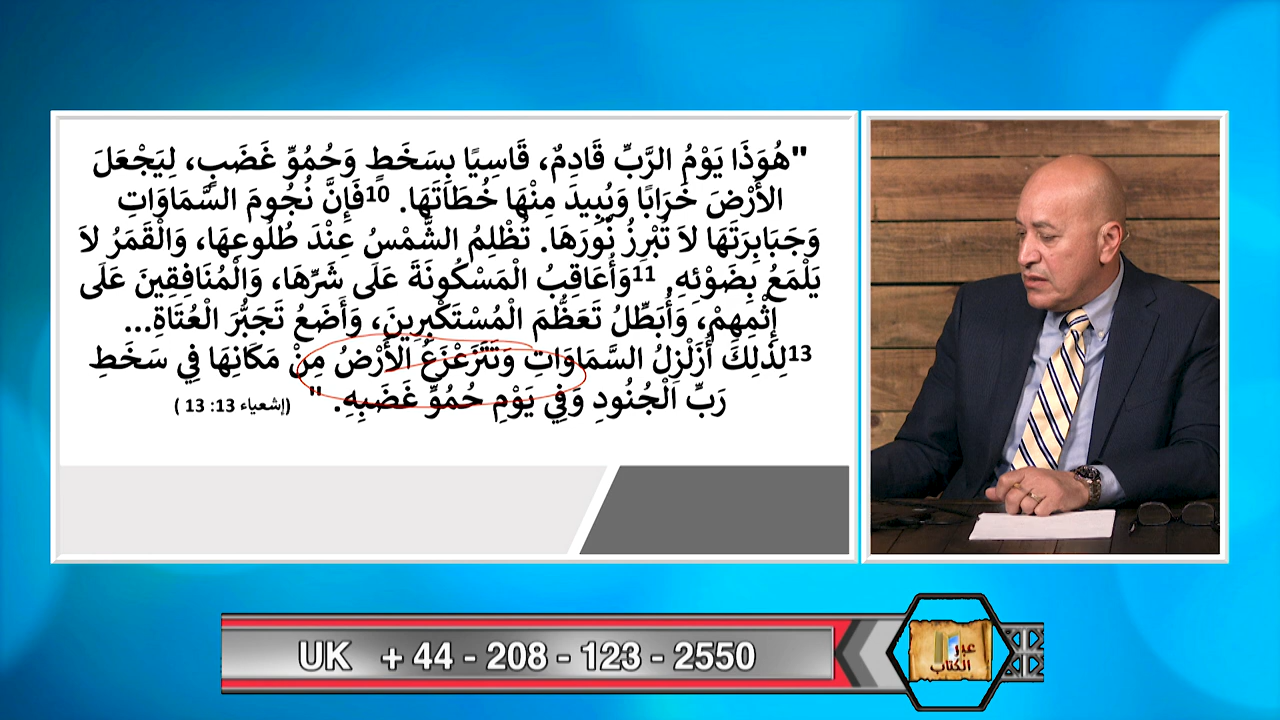 "هُوَذَا يَوْمُ الرَّبِّ قَادِمٌ، قَاسِيًا بِسَخَطٍ وَحُمُوِّ غَضَبٍ، لِيَجْعَلَ
الأَرْضَ خَرَابًا وَيُبِيدَ مِنْهَا خُطَاتَهَا. 10فَإِنَّ نُجُومَ السَّمَاوَاتِ
وَجَبَابِرَتَهَا لاَ تُبْرِزُ نُورَهَا. تُظْلِمُ الشَّمْسُ عِنْدَ طُلُوعِهَا، وَالْقَمَرُ لاَ
يَلْمَعُ بِضَوْئِهِ. 11وَأُعَاقِبُ الْمَسْكُونَةَ عَلَى شَرِّهَا، وَالْمُنَافِقِينَ عَلَى
إِثْمِهِمْ، وَأُبَطِّلُ تَعَظُّمَ الْمُسْتَكْبِرِينَ، وَأَضَعُ تَجَبُّرَ الْعُتَاةِ...
13لِذلِكَ أُزَلْزِلُ السَّمَاوَاتِ وَتَتَزَعْزَعُ الأَرْضُ مِنْ مَكَانِهَا فِي سَخَطِ
رَبِّ الْجُنُودِ وَفِي يَوْمِ حُمُوِّ غَضَبِهِ. " (إشعياء 13: 13 )
UK + 44 - 208 - 123 - 2550
عبر
الكتاب